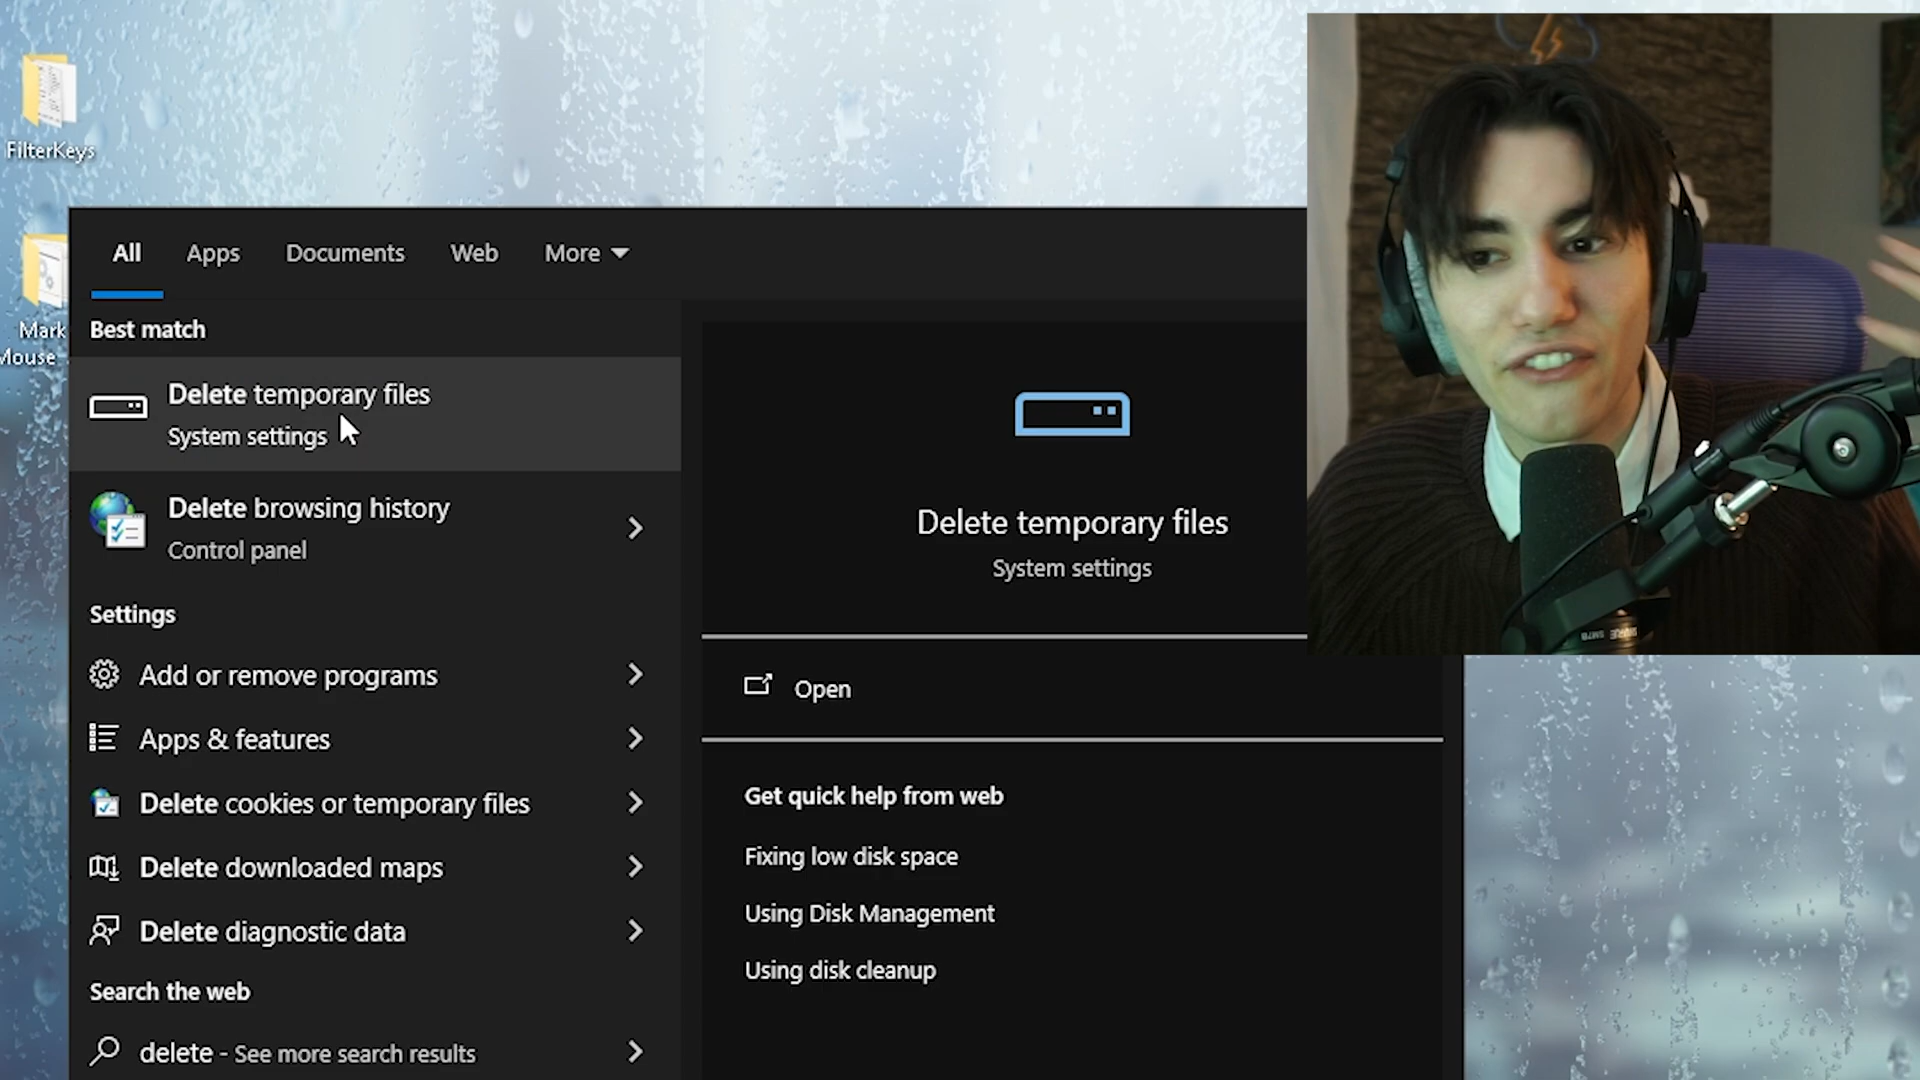 FilterKeys
Mark
Mouse
All
Apps
Documents
Web
More
Best match
Delete temporary files
System settings
Delete browsing history
Control panel
Settings
Add or remove programs
Apps & features
Delete cookies or temporary files
Delete downloaded maps
Delete diagnostic data
Search the web
delete - See more search results
Delete temporary files
System settings
Open
Get quick help from web
Fixing low disk space
Using Disk Management
Using disk cleanup